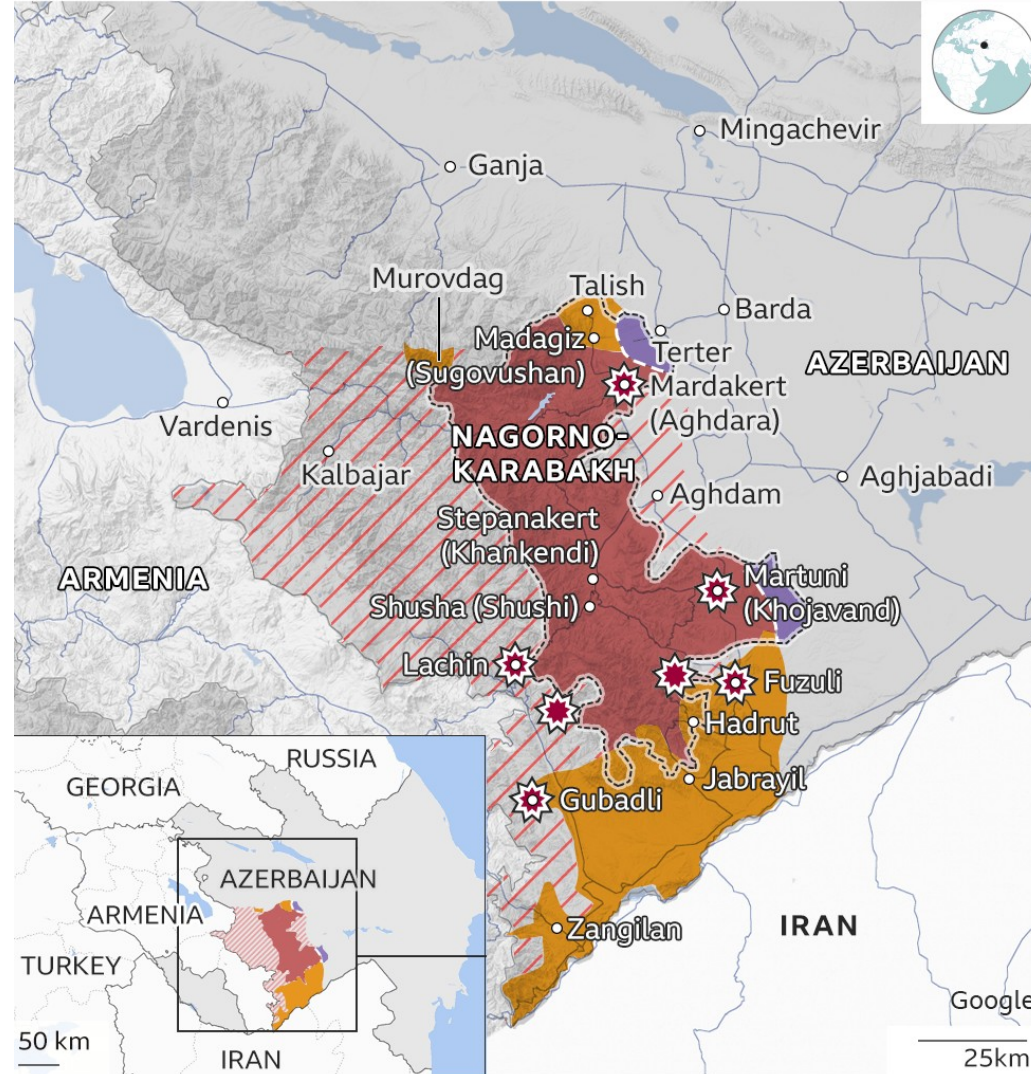 Mingachevir
Ganja
Murovdag
Talish
Barda
Madagiz
(Sugovushan)
Terter
AZERBAIJAN
Mardakert
(Aghdara)
Vardenis
NAGORNO-
KARABAKH
Kalbajar
Aghjabadi
Aghdam
Stepanakert
(Khankendi)
ARMENIA
Martuni
(Khojavand)
Shusha (Shushi)
Lachin
Fuzuli
Hadrut
Jabrayil
Gubadli
Zangilan
IRAN
Google
25km
RUSSIA
GEORGIA
AZERBAIJAN
ARMENIA
TURKEY
50 km
IRAN